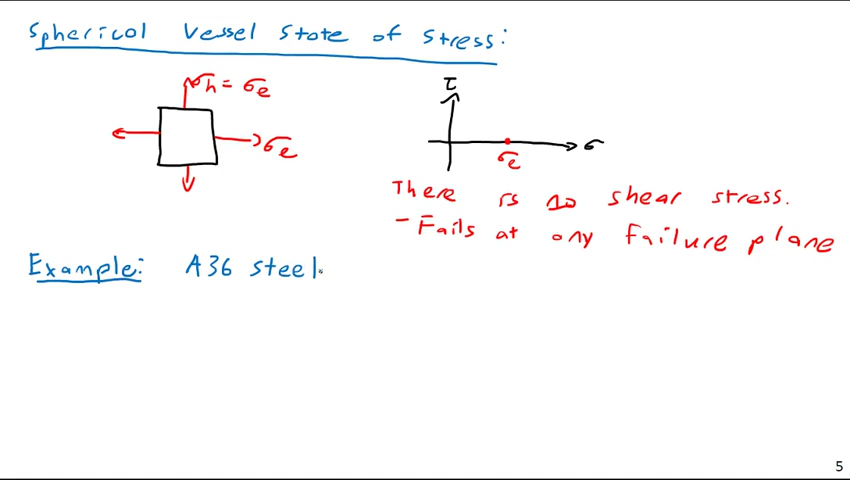 Spherical Vessel State of Stress:
σh = σe
σe
τ
σ
σe
There is no shear stress.
- Fails at any failure plane
Example: A36 steel
5